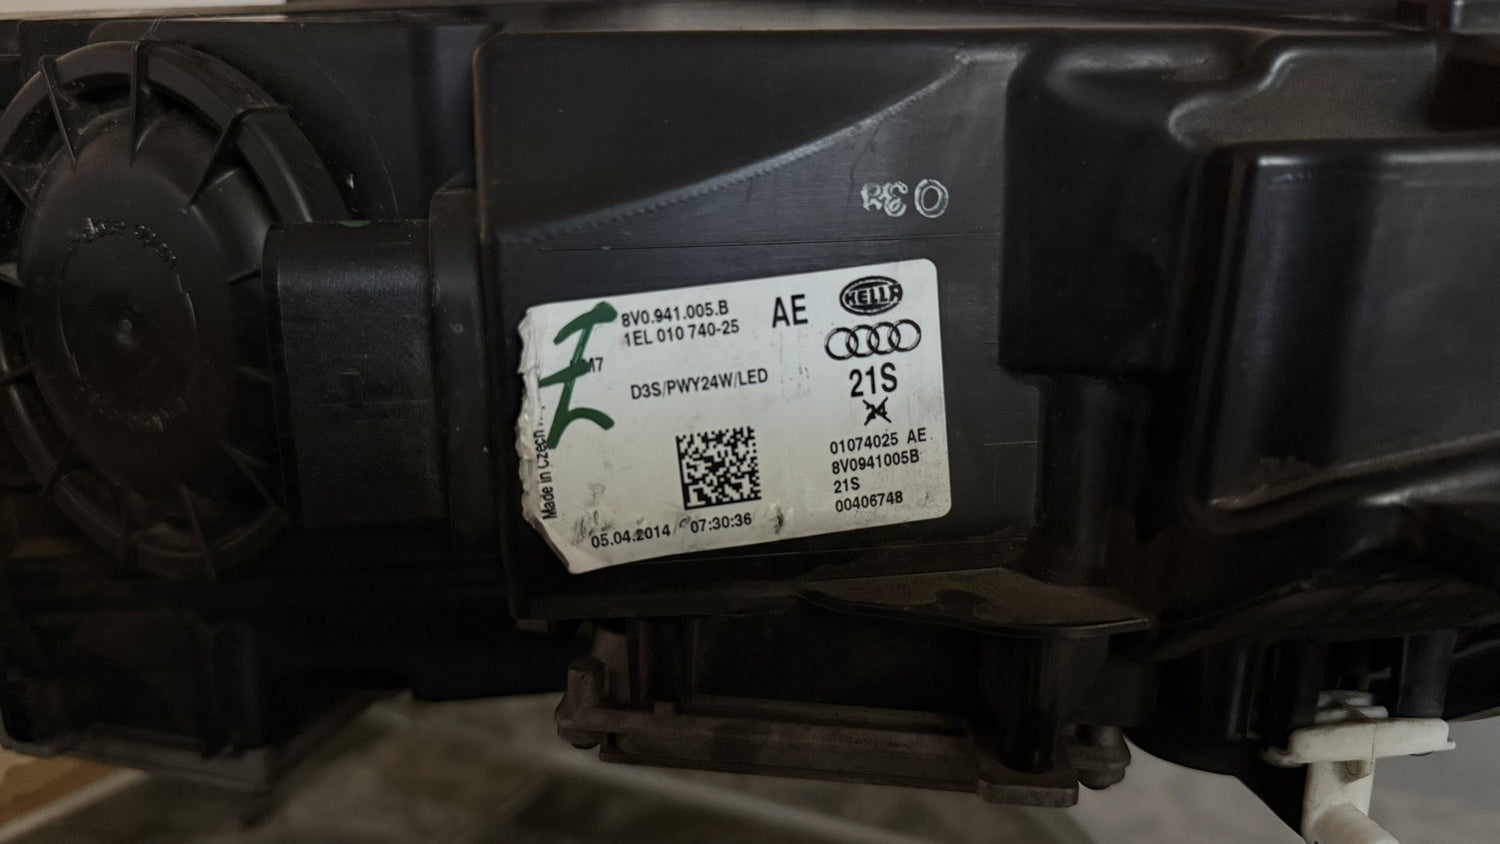 8V0.941.005.B
1EL 010 740-25
AE
HELLA
D3S/PWY24W/LED
21S
01074025 AE
8V0941005B
21S
00406748
Made in Czech
05.04.2014 07:30:36